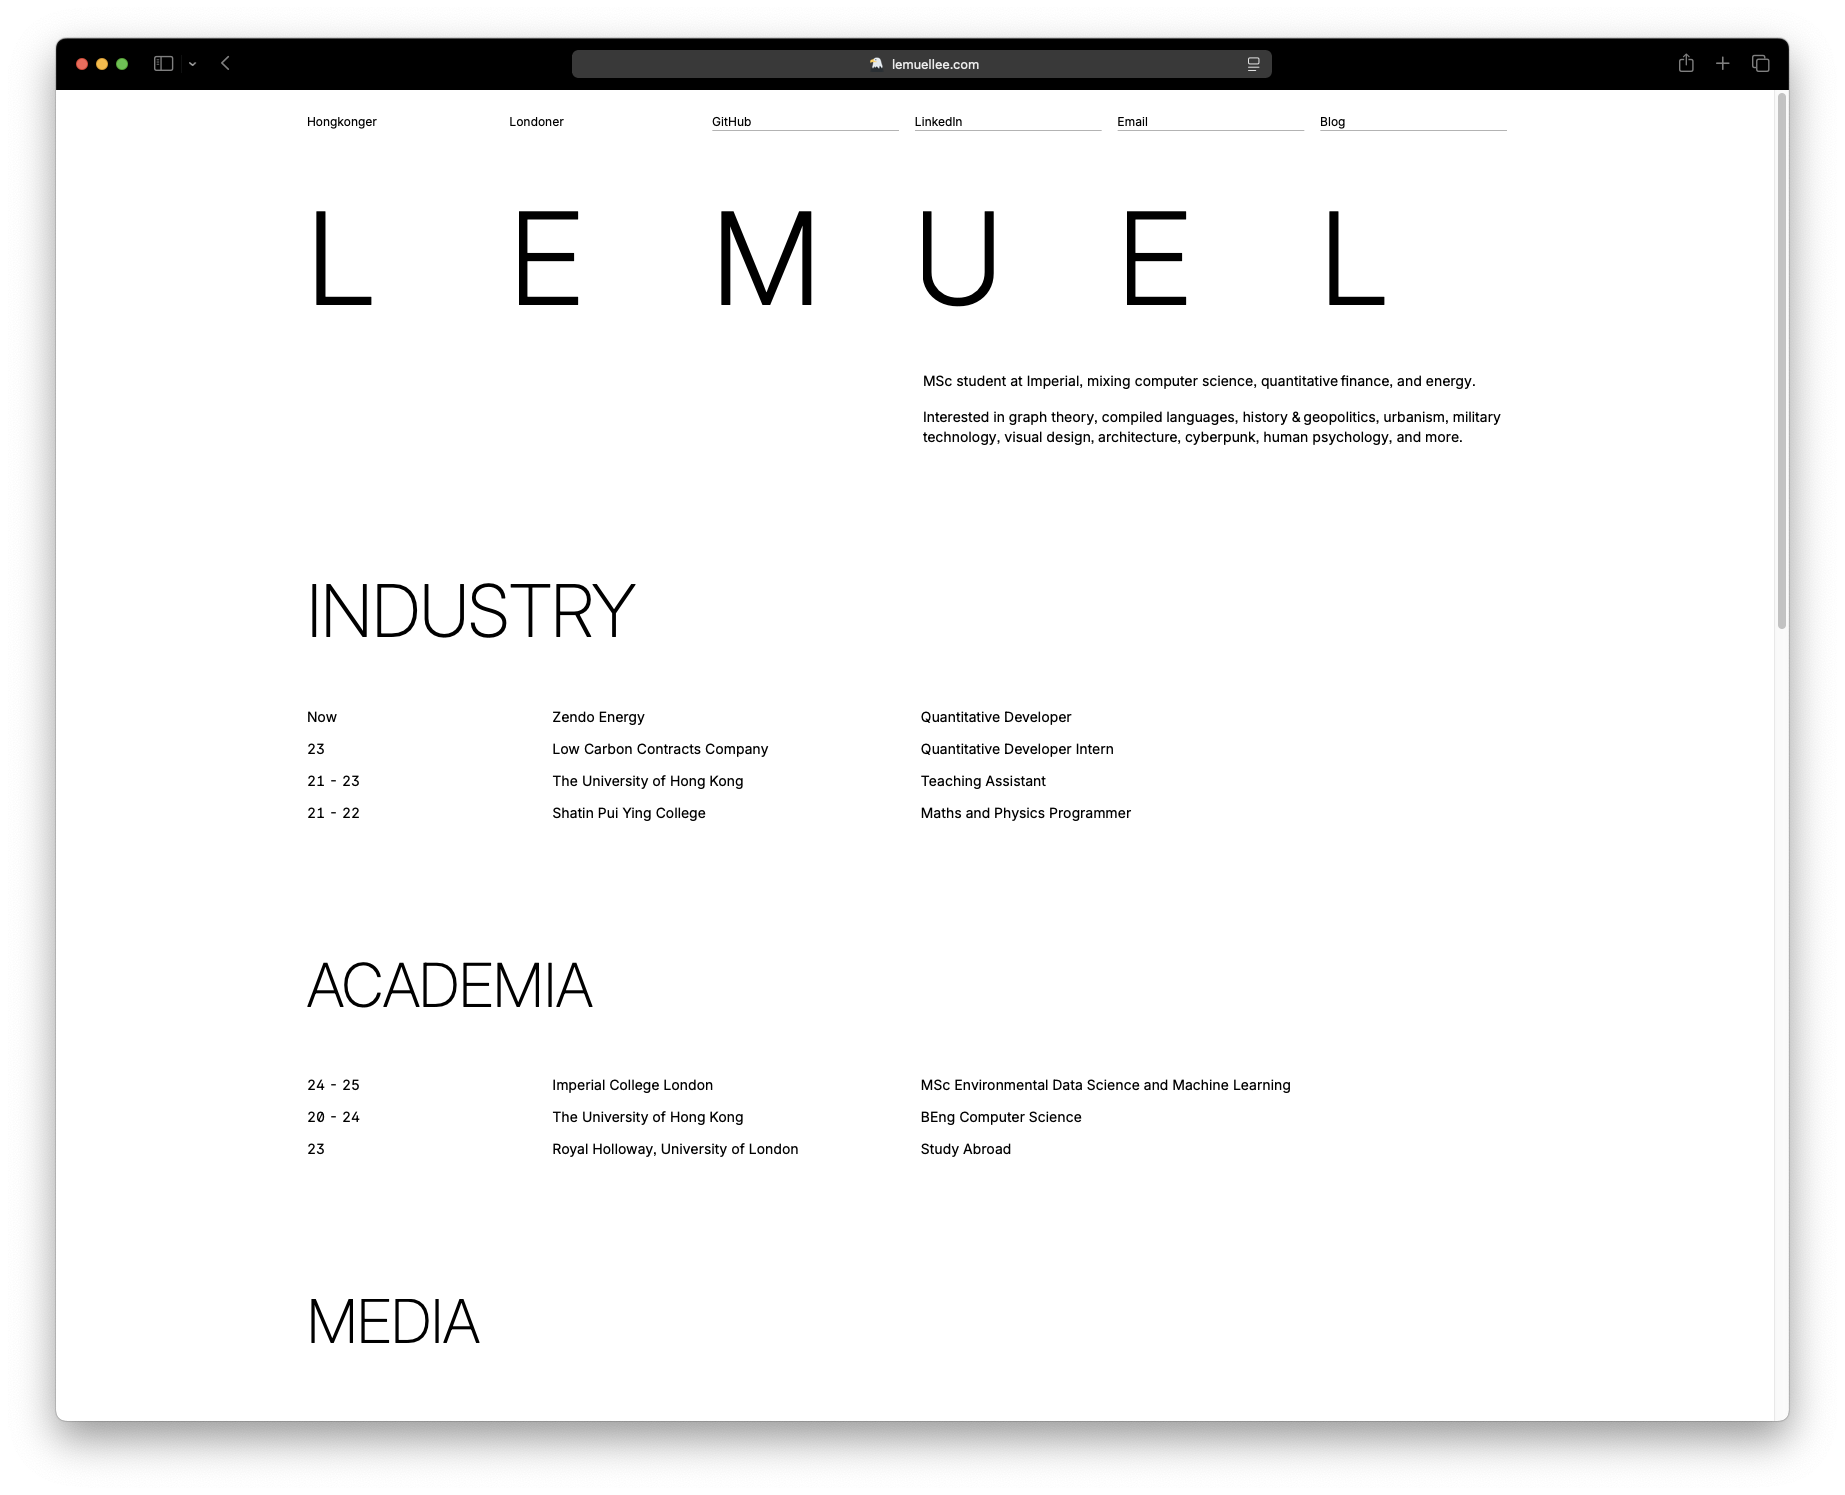 lemuellee.com
Hongkonger Londoner GitHub LinkedIn Email Blog
L E M U E L
MSc student at Imperial, mixing computer science, quantitative finance, and energy.
Interested in graph theory, compiled languages, history & geopolitics, urbanism, military
technology, visual design, architecture, cyberpunk, human psychology, and more.
INDUSTRY
Now Zendo Energy Quantitative Developer
23 Low Carbon Contracts Company Quantitative Developer Intern
21 - 23 The University of Hong Kong Teaching Assistant
21 - 22 Shatin Pui Ying College Maths and Physics Programmer
ACADEMIA
24 - 25 Imperial College London MSc Environmental Data Science and Machine Learning
20 - 24 The University of Hong Kong BEng Computer Science
23 Royal Holloway, University of London Study Abroad
MEDIA